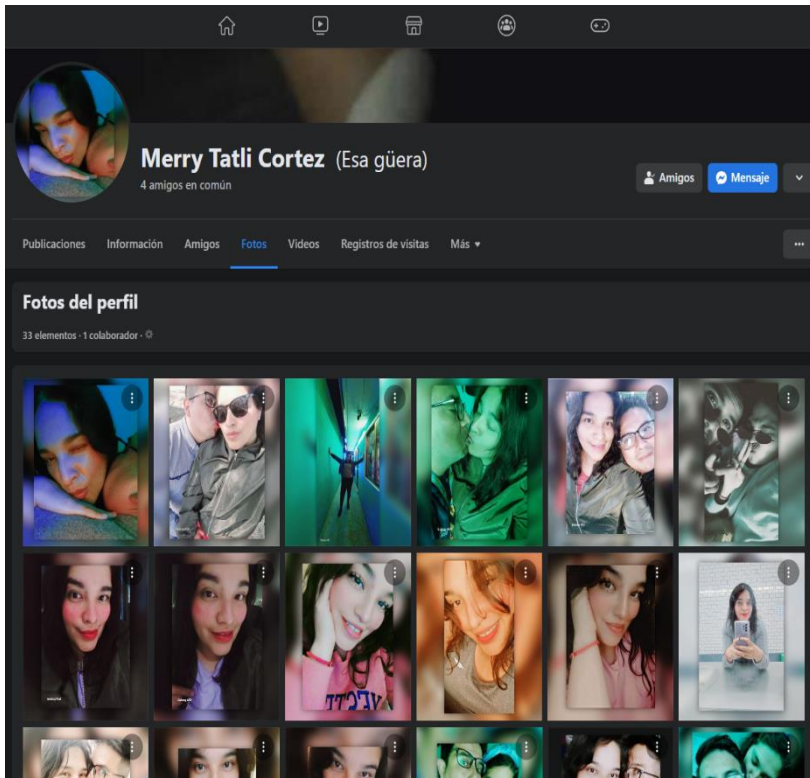 Merry Tatli Cortez (Esa güera)
4 amigos en común
Amigos
Mensaje
Publicaciones Información Amigos Fotos Videos Registros de visitas Más
Fotos del perfil
33 elementos · 1 colaborador ·